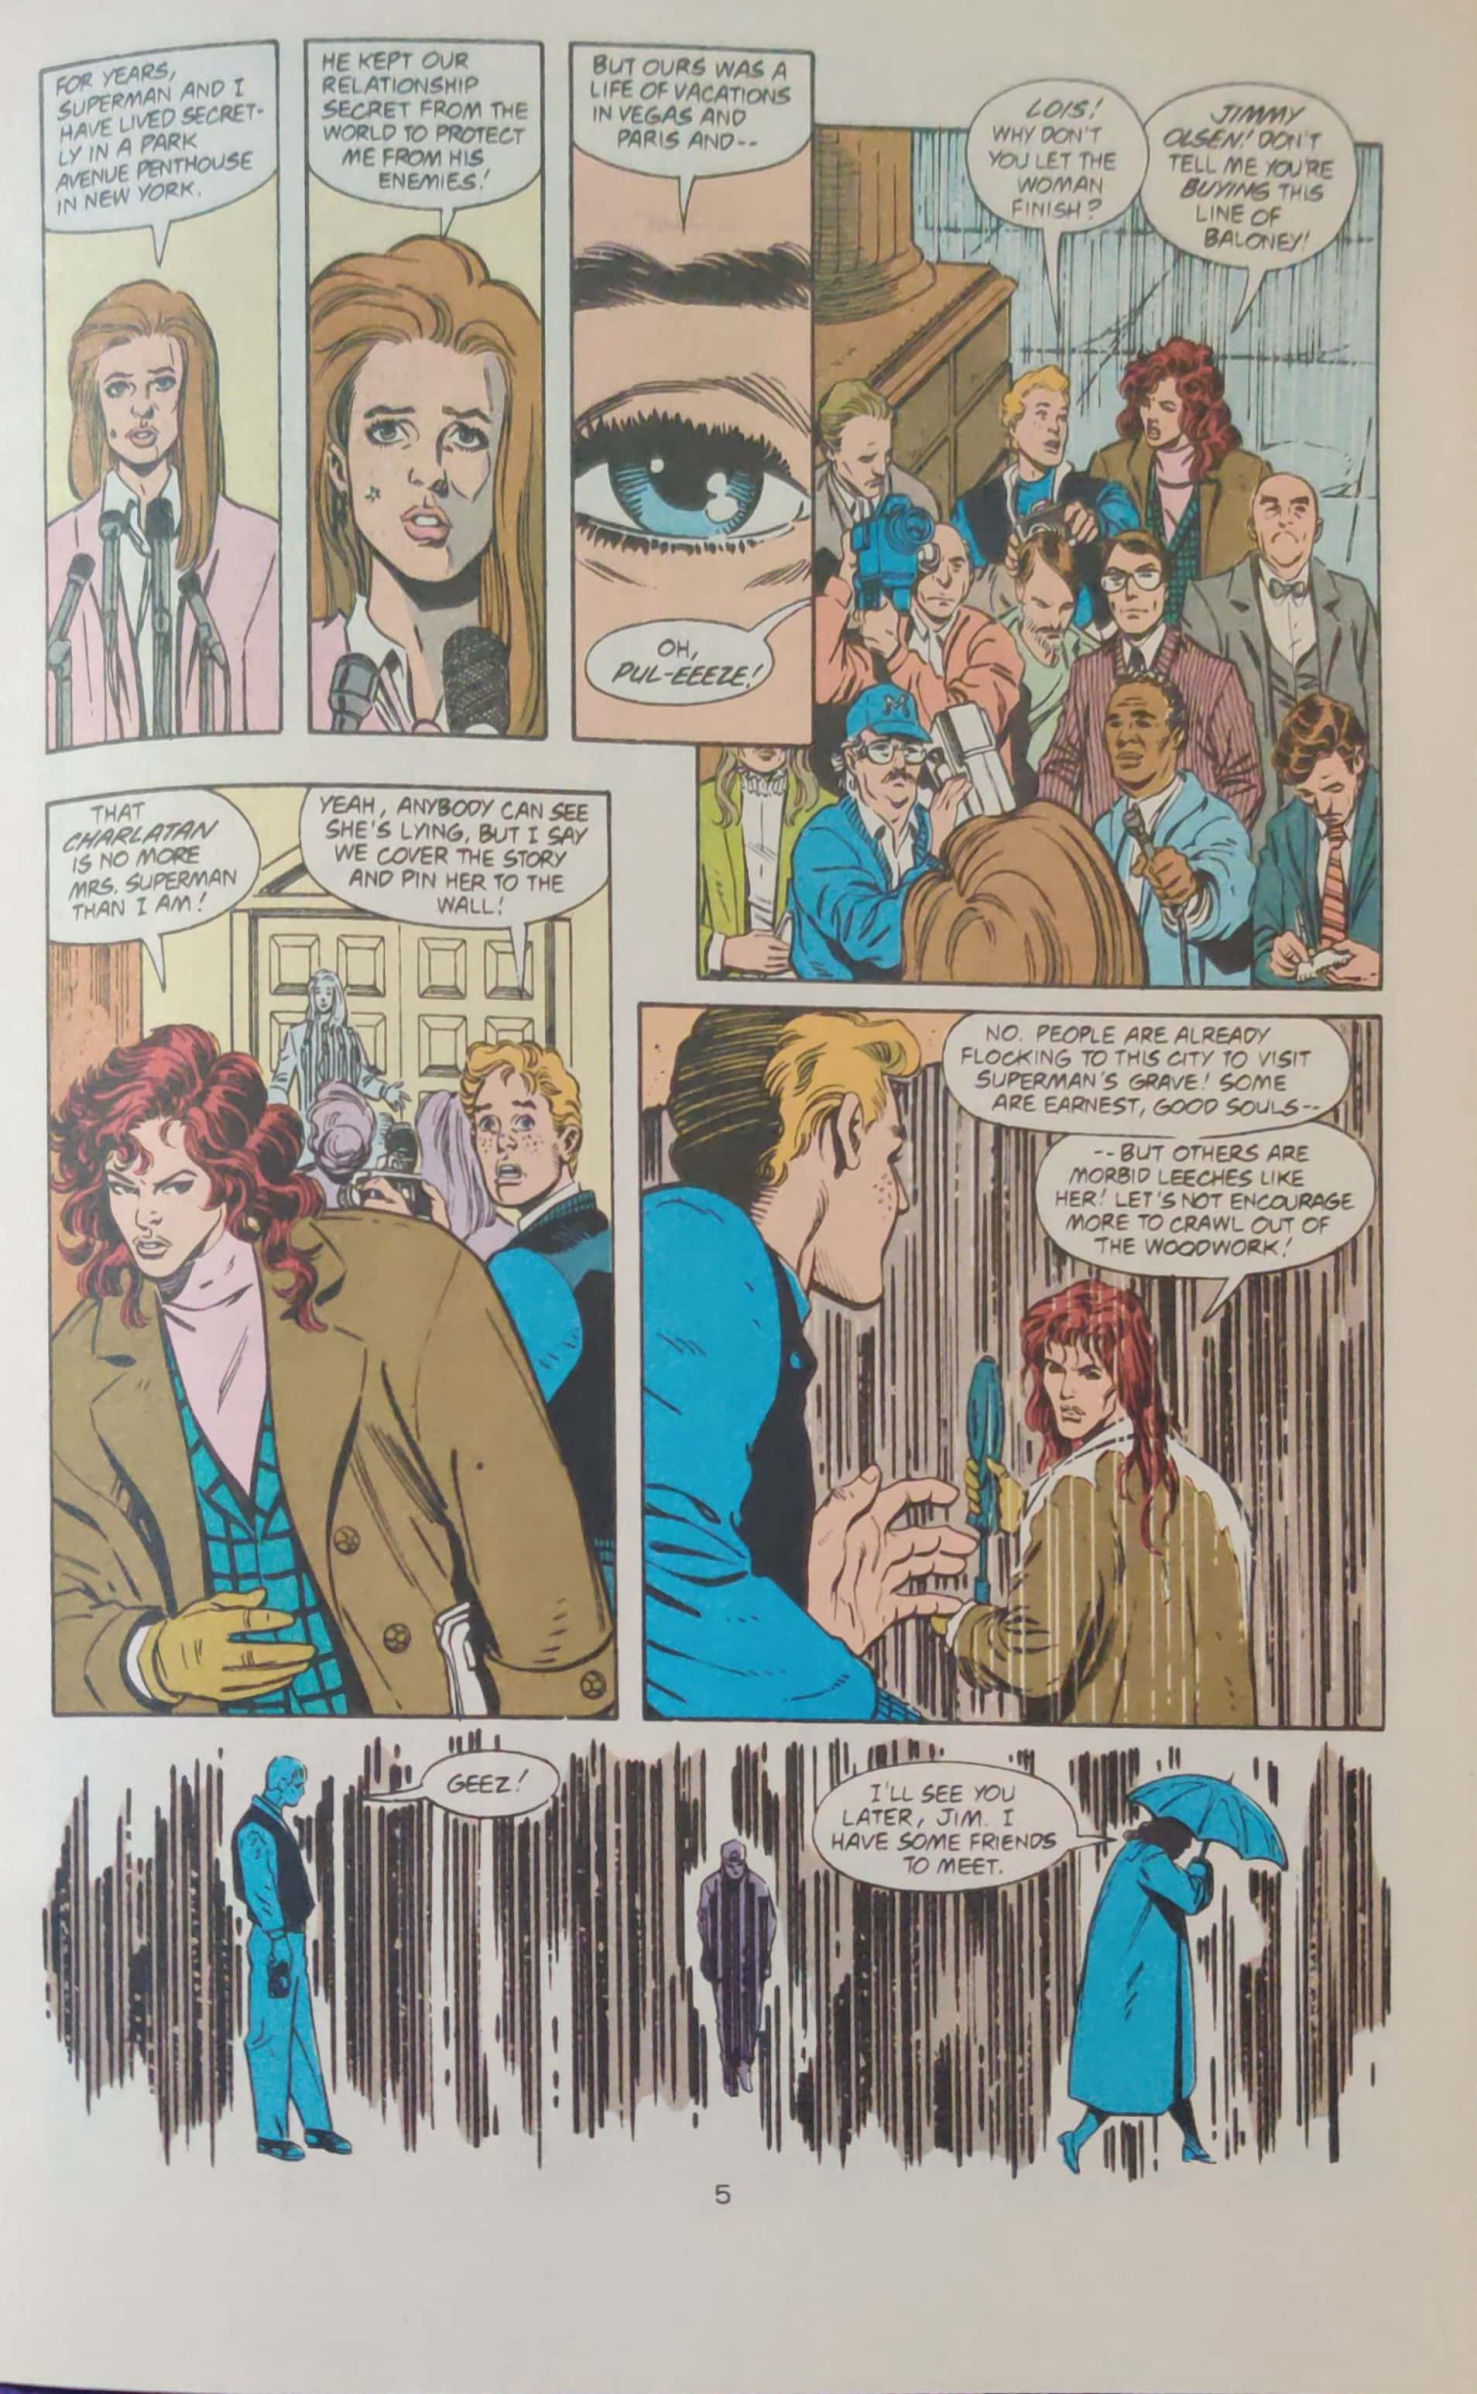 FOR YEARS,
SUPERMAN AND I
HAVE LIVED SECRET-
LY IN A PARK
AVENUE PENTHOUSE
IN NEW YORK.
HE KEPT OUR
RELATIONSHIP
SECRET FROM THE
WORLD TO PROTECT
ME FROM HIS
ENEMIES!
BUT OURS WAS A
LIFE OF VACATIONS
IN VEGAS AND
PARIS AND--
OH,
PUL-EEEZE!
LOIS!
WHY DON'T
YOU LET THE
WOMAN
FINISH?
JIMMY
OLSEN! DON'T
TELL ME YOU'RE
BUYING THIS
LINE OF
BALONEY!
M
THAT
CHARLATAN
IS NO MORE
MRS. SUPERMAN
THAN I AM!
YEAH, ANYBODY CAN SEE
SHE'S LYING, BUT I SAY
WE COVER THE STORY
AND PIN HER TO THE
WALL!
NO. PEOPLE ARE ALREADY
FLOCKING TO THIS CITY TO VISIT
SUPERMAN'S GRAVE! SOME
ARE EARNEST, GOOD SOULS--
--BUT OTHERS ARE
MORBID LEECHES LIKE
HER! LET'S NOT ENCOURAGE
MORE TO CRAWL OUT OF
THE WOODWORK!
GEEZ!
I'LL SEE YOU
LATER, JIM. I
HAVE SOME FRIENDS
TO MEET.
5